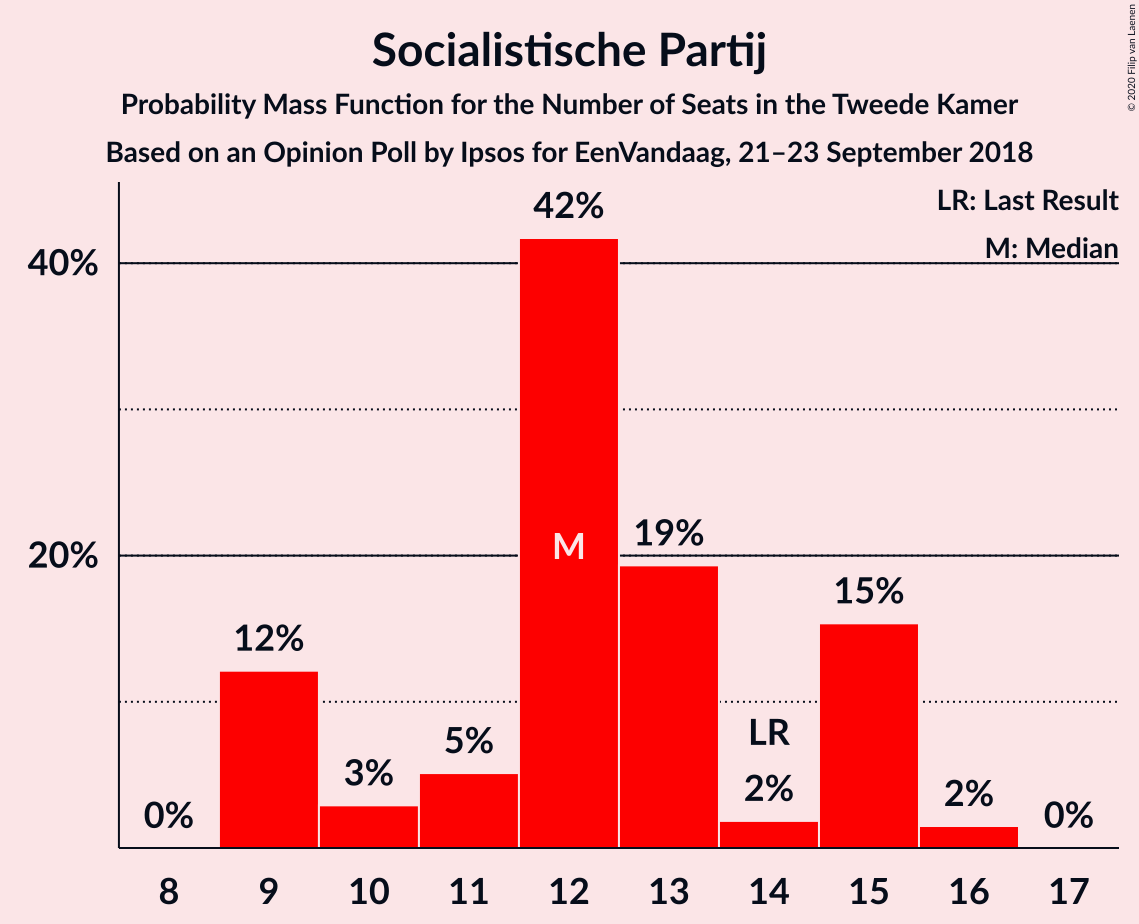 Socialistische Partij
Probability Mass Function for the Number of Seats in the Tweede Kamer
Based on an Opinion Poll by Ipsos for EenVandaag, 21–23 September 2018
© 2020 Filip van Laenen
LR: Last Result
M: Median
40%
20%
0%
12%
3%
5%
42%
M
19%
LR
2%
15%
2%
0%
8 9 10 11 12 13 14 15 16 17